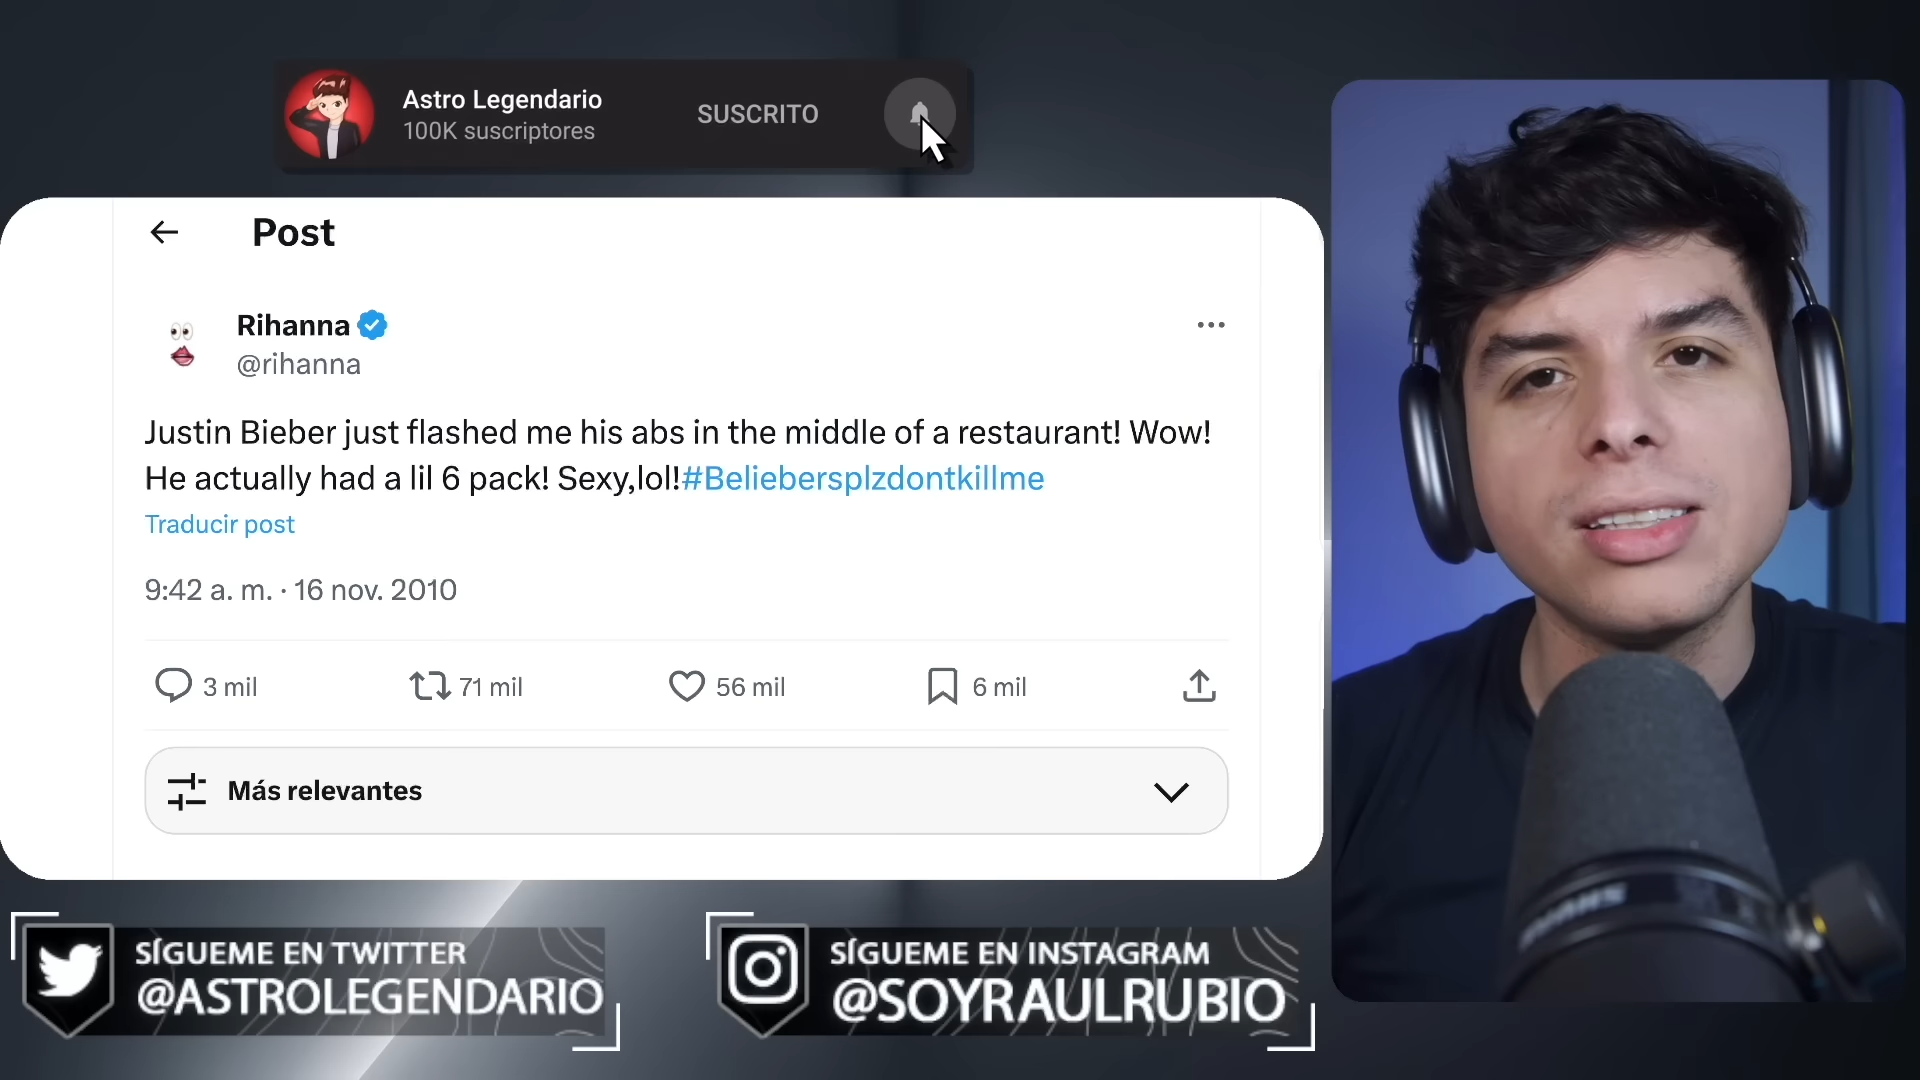 Astro Legendario
100K suscriptores
SUSCRITO
Post
Rihanna
@rihanna
Justin Bieber just flashed me his abs in the middle of a restaurant! Wow!
He actually had a lil 6 pack! Sexy,lol!#Beliebersplzdontkillme
Traducir post
9:42 a. m. · 16 nov. 2010
3 mil
71 mil
56 mil
6 mil
Más relevantes
SÍGUEME EN TWITTER
@ASTROLEGENDARIO
SÍGUEME EN INSTAGRAM
@SOYRAULRUBIO